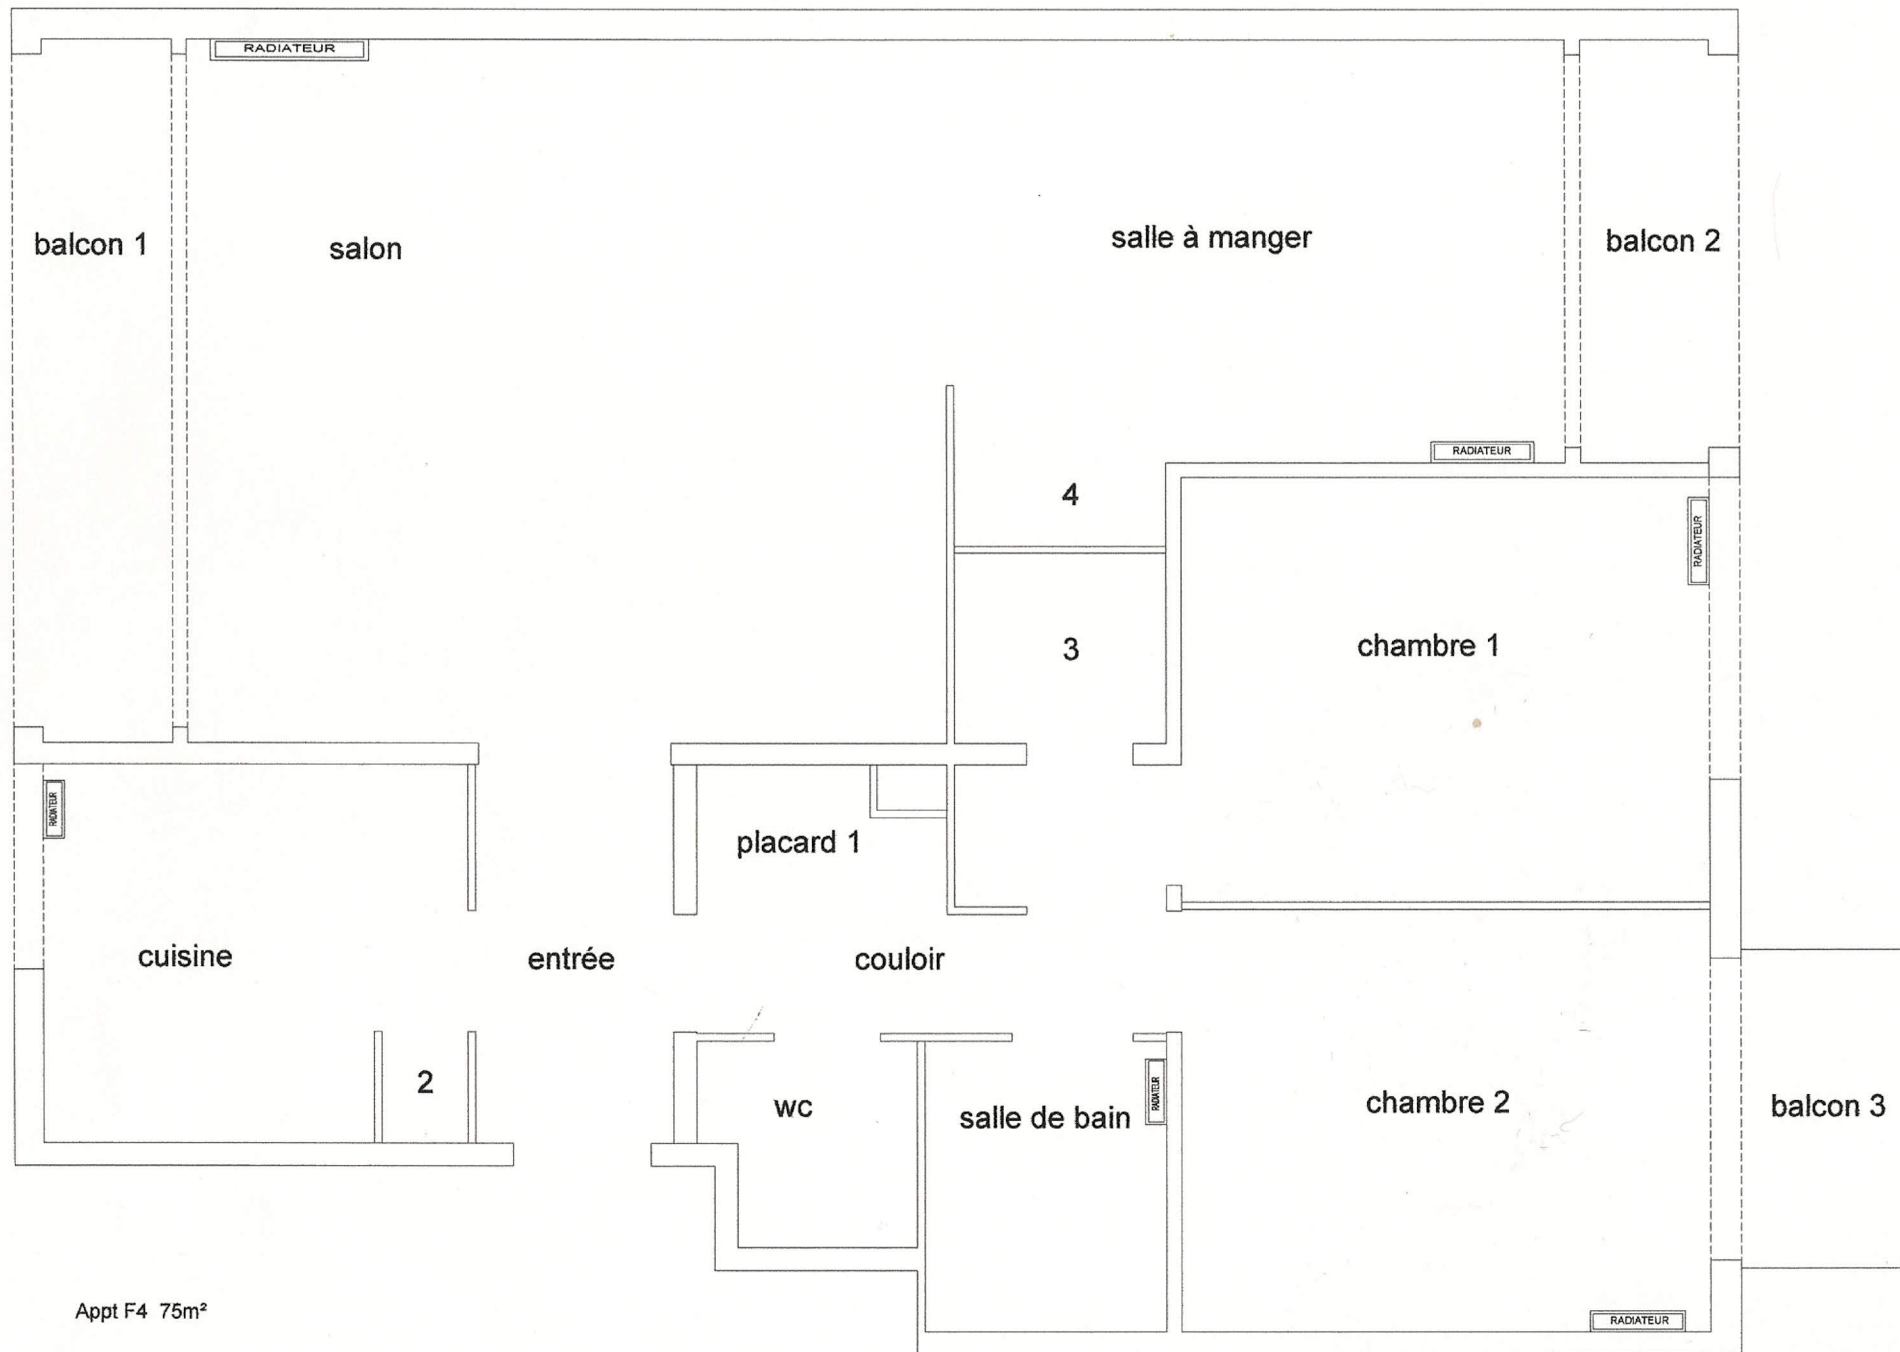 RADIATEUR
balcon 1
salon
salle à manger
balcon 2
RADIATEUR
4
RADIATEUR
3
chambre 1
RADIATEUR
placard 1
cuisine
entrée
couloir
2
wc
salle de bain
RADIATEUR
chambre 2
balcon 3
Appt F4 75m²
RADIATEUR